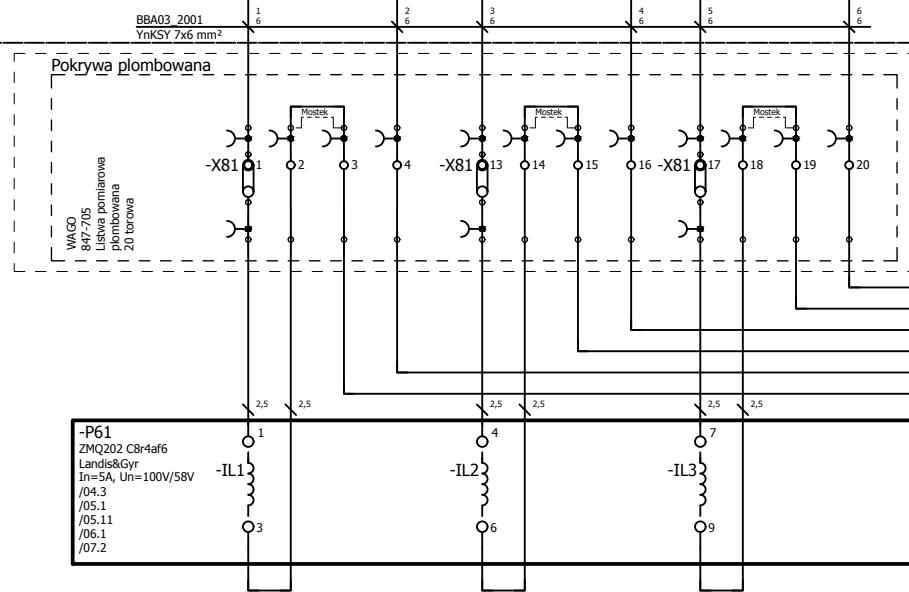 1 2 3 4 5 6
BBA03_2001 6 6 6 6 6 6
YnKSY 7x6 mm²
Pokrywa plombowana
Mostek Mostek Mostek
-X81 1 2 3 4 -X81 13 14 15 16 -X81 17 18 19 20
WAGO
847-705
Listwa pomiarowa
plombowana
20 torowa
2,5 2,5 2,5 2,5 2,5 2,5
-P61 1 4 7
ZMQ202 C8r4af6
Landis&Gyr
-IL1 -IL2 -IL3
In=5A, Un=100V/58V
/04.3
/05.1
/05.11
/06.1
/07.2
3 6 9